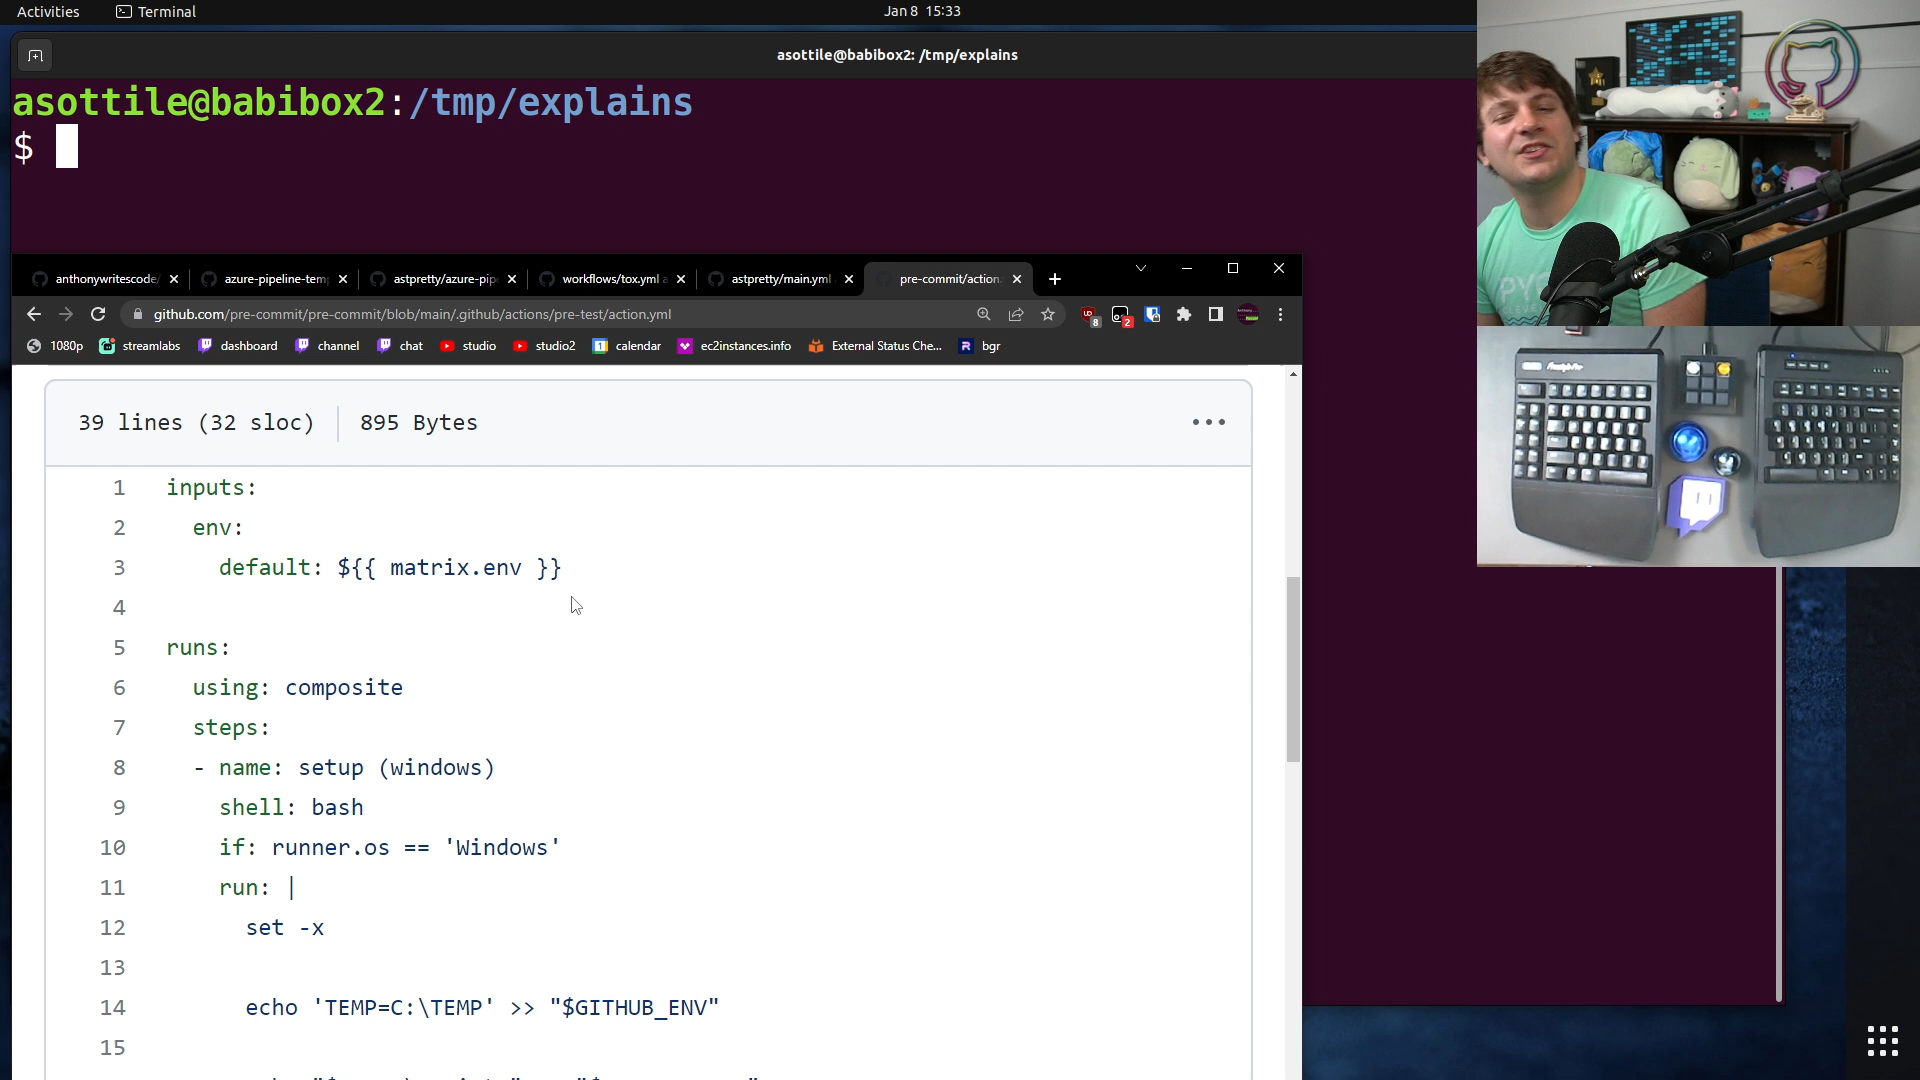 Activities Terminal Jan 8 15:33
asottile@babibox2: /tmp/explains
asottile@babibox2:/tmp/explains
$
anthonywritescode/ azure-pipeline-tem astpretty/azure-pip workflows/tox.yml a astpretty/main.yml pre-commit/action.
github.com/pre-commit/pre-commit/blob/main/.github/actions/pre-test/action.yml
8 2
1080p streamlabs dashboard channel chat studio studio2 calendar ec2instances.info External Status Che... bgr
39 lines (32 sloc) 895 Bytes
1 inputs:
2 env:
3 default: ${{ matrix.env }}
4
5 runs:
6 using: composite
7 steps:
8 - name: setup (windows)
9 shell: bash
10 if: runner.os == 'Windows'
11 run: |
12 set -x
13
14 echo 'TEMP=C:\TEMP' >> "$GITHUB_ENV"
15